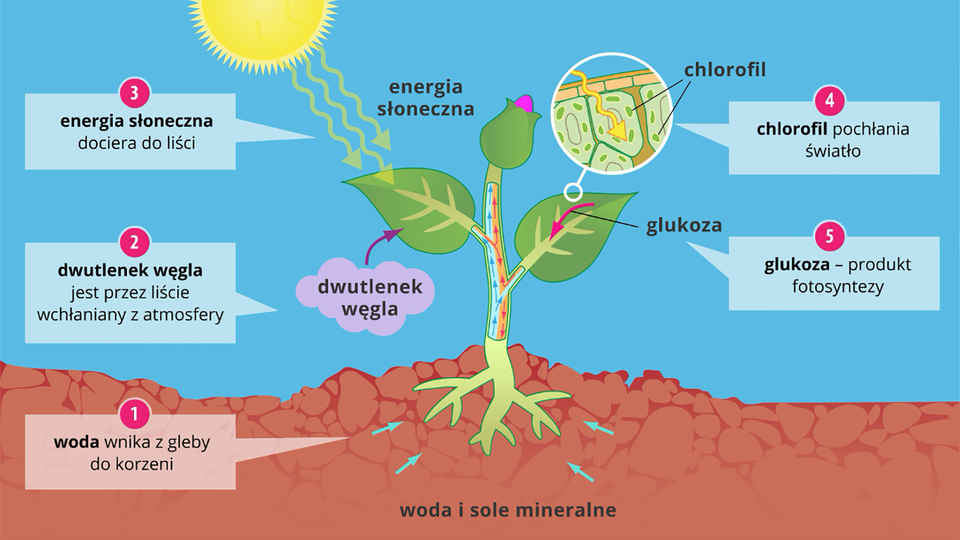 3
energia słoneczna
dociera do liści
2
dwutlenek węgla
jest przez liście
wchłaniany z atmosfery
1
woda wnika z gleby
do korzeni
energia
słoneczna
dwutlenek
węgla
chlorofil
glukoza
4
chlorofil pochłania
światło
5
glukoza – produkt
fotosyntezy
woda i sole mineralne